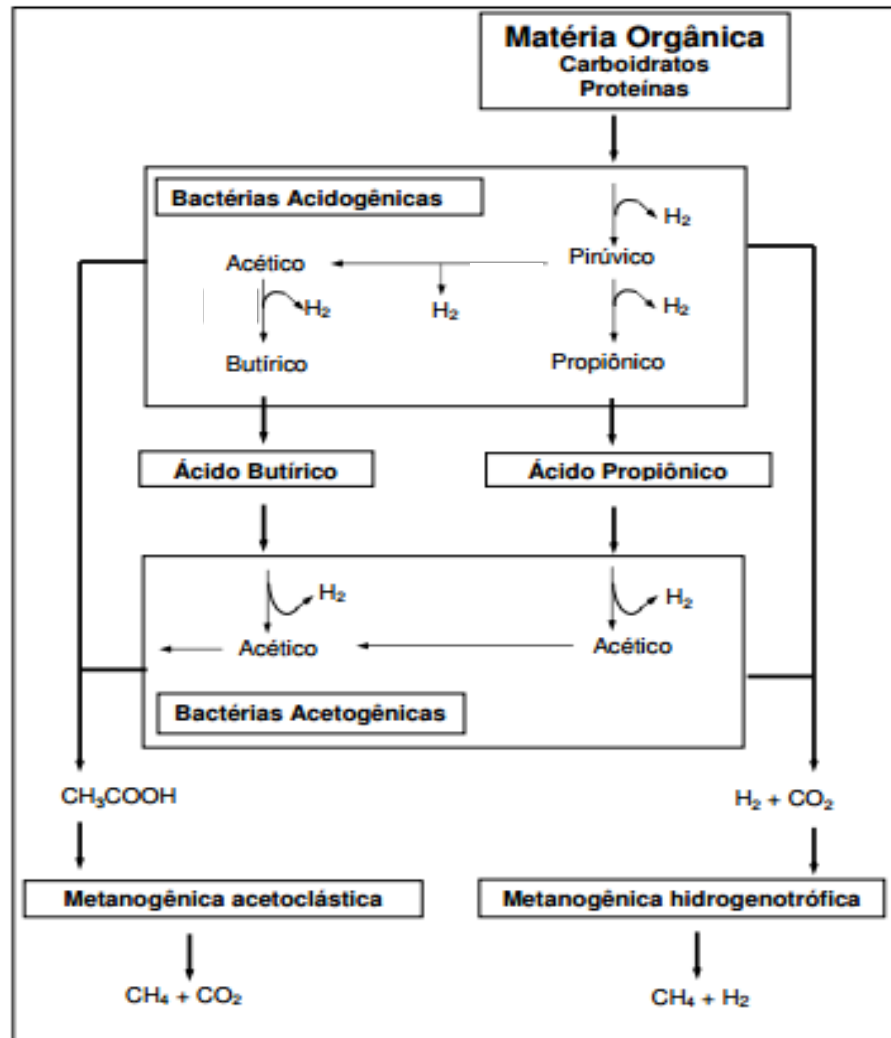 Matéria Orgânica
Carboidratos
Proteínas
Bactérias Acidogênicas
H₂
Acético
Pirúvico
H₂
H₂
H₂
Butírico
Propiônico
Ácido Butírico
Ácido Propiônico
H₂
H₂
Acético
Acético
Bactérias Acetogênicas
CH₃COOH
H₂ + CO₂
Metanogênica acetoclástica
Metanogênica hidrogenotrófica
CH₄ + CO₂
CH₄ + H₂